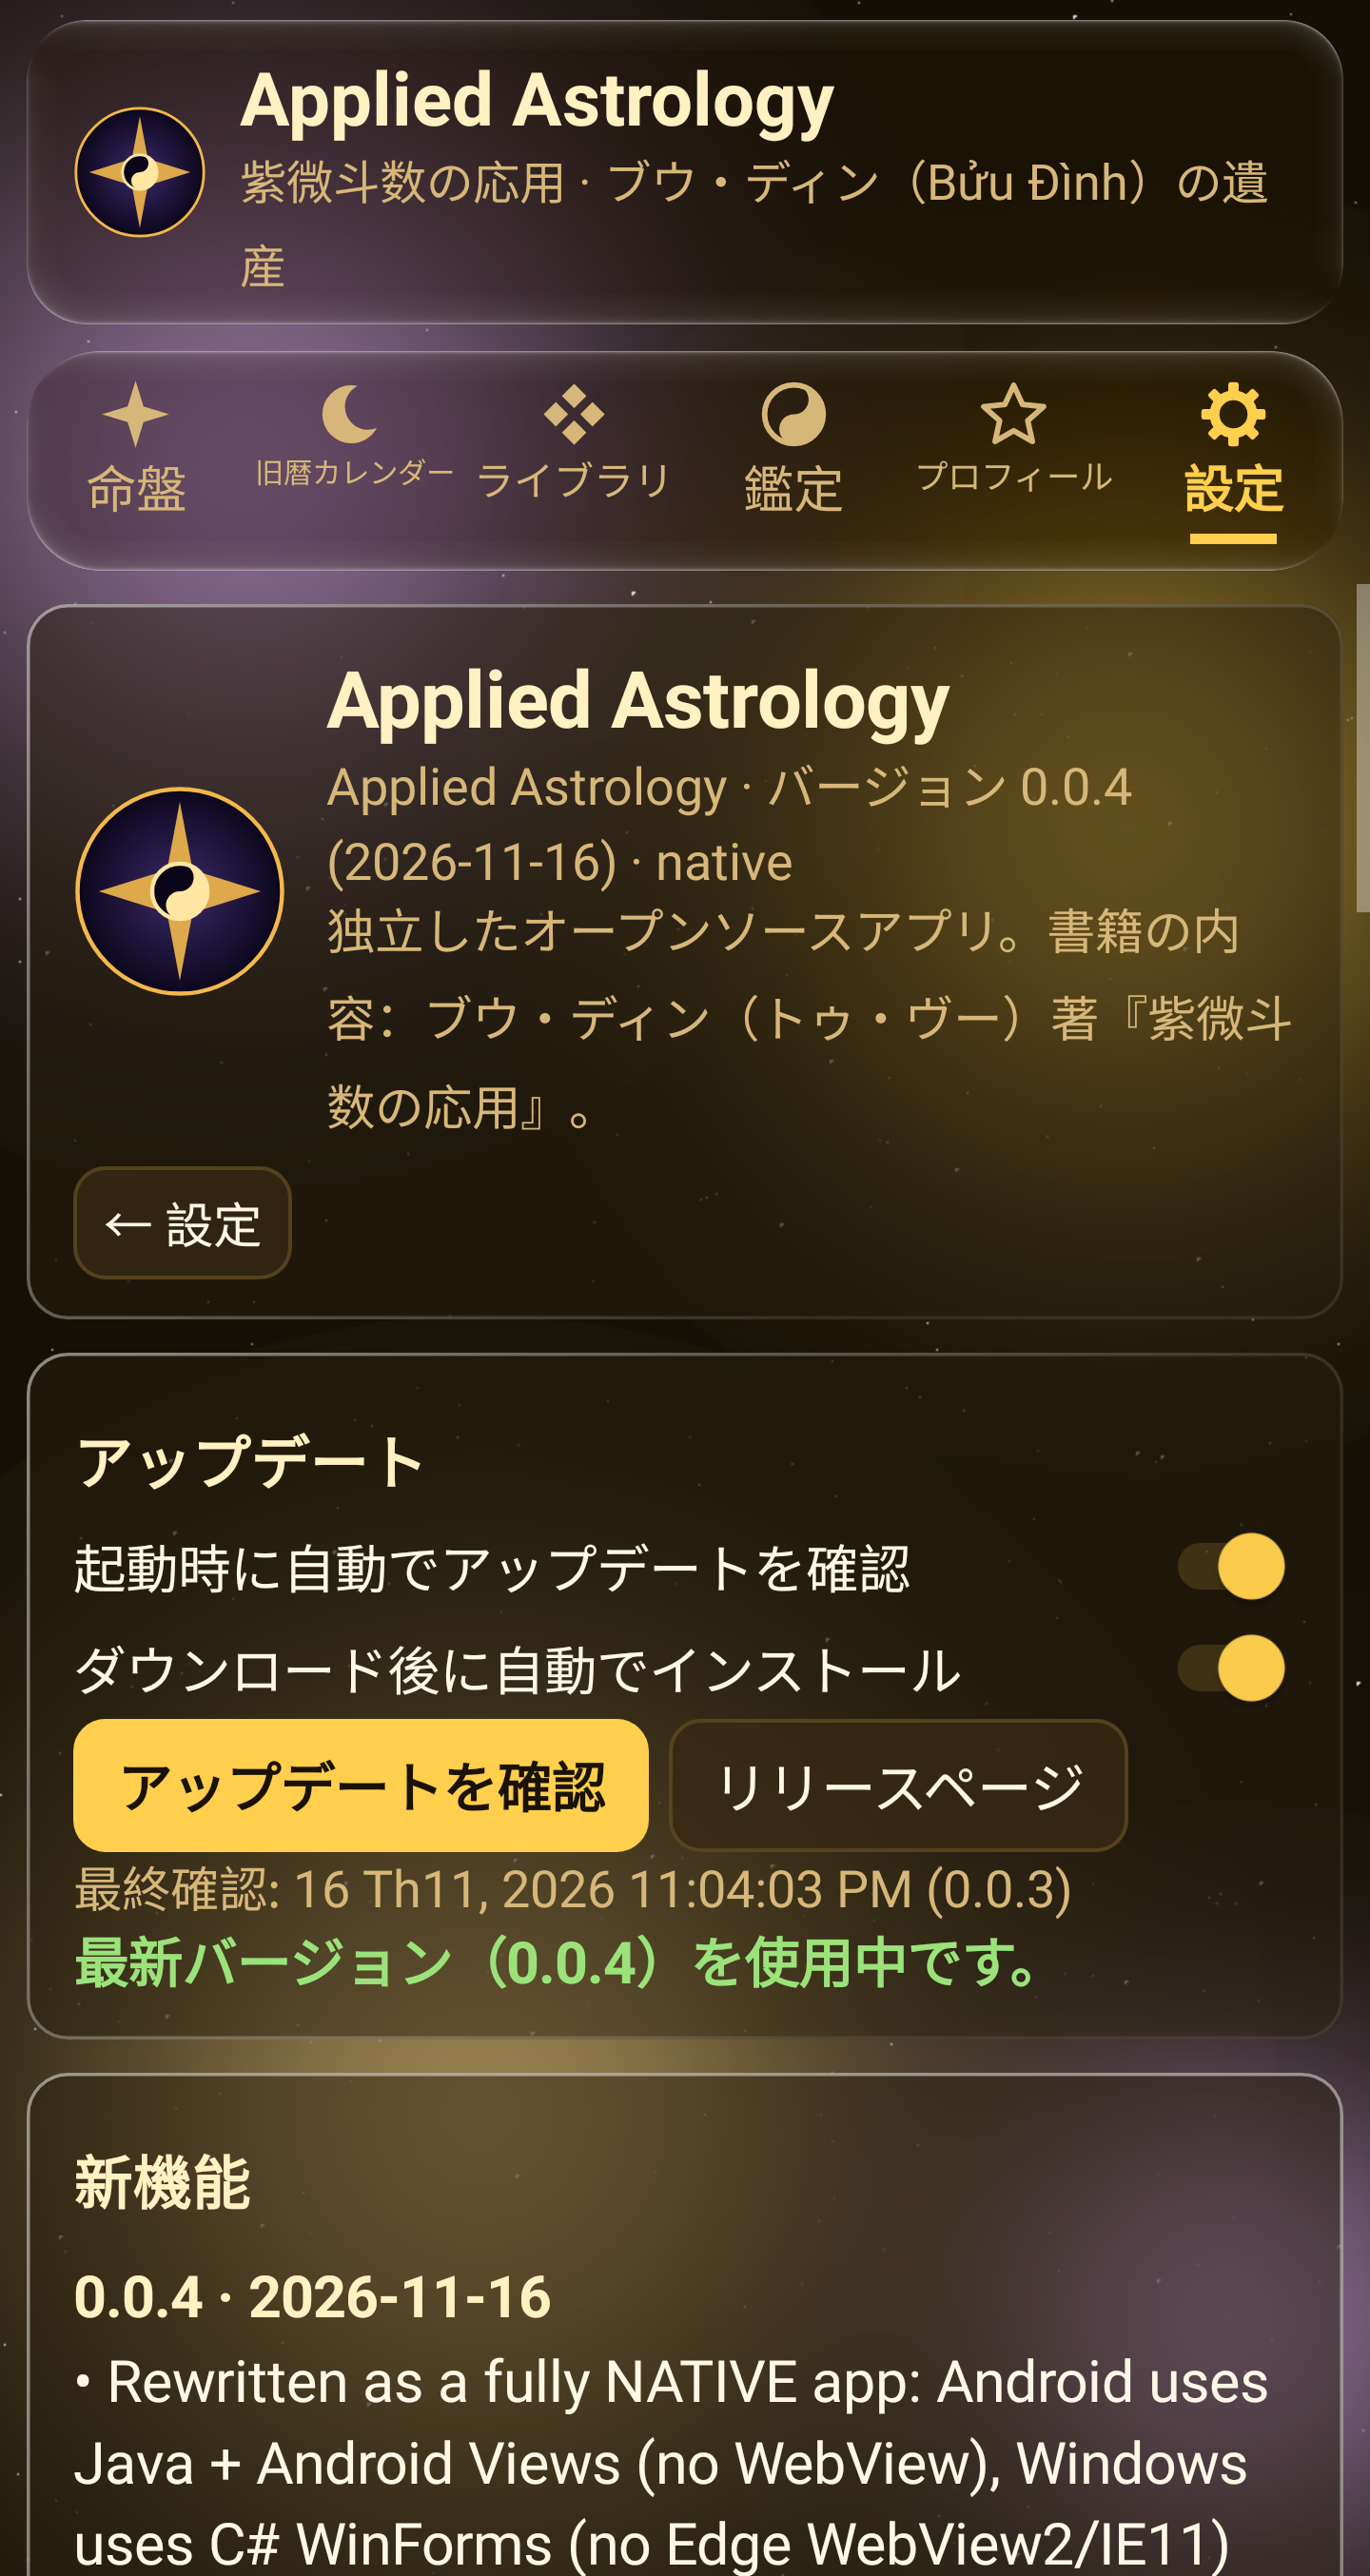 Applied Astrology
紫微斗数の応用 · ブウ・ディン（Bửu Đình）の遺
産
命盤
旧暦カレンダー
ライブラリ
鑑定
プロフィール
設定
Applied Astrology
Applied Astrology · バージョン 0.0.4
(2026-11-16) · native
独立したオープンソースアプリ。書籍の内
容：ブウ・ディン（トゥ・ヴー）著『紫微斗
数の応用』。
← 設定
アップデート
起動時に自動でアップデートを確認
ダウンロード後に自動でインストール
アップデートを確認
リリースページ
最終確認: 16 Th11, 2026 11:04:03 PM (0.0.3)
最新バージョン（0.0.4）を使用中です。
新機能
0.0.4 · 2026-11-16
• Rewritten as a fully NATIVE app: Android uses
Java + Android Views (no WebView), Windows
uses C# WinForms (no Edge WebView2/IE11)